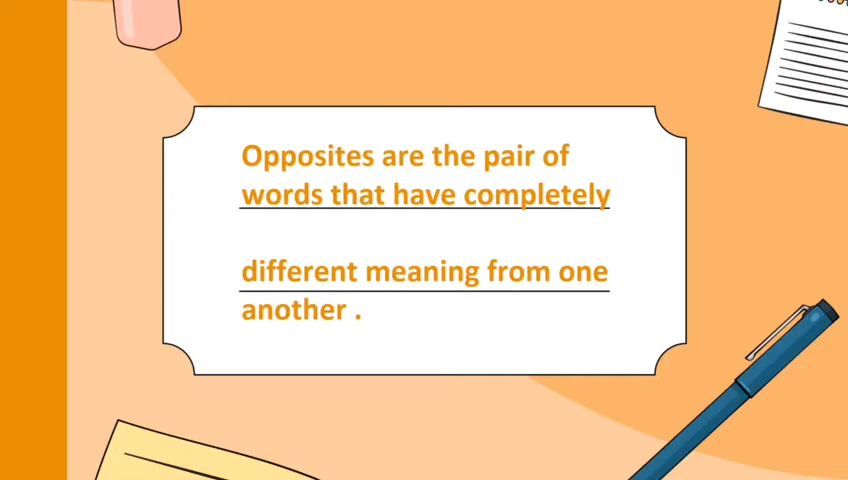 Opposites are the pair of
words that have completely
different meaning from one
another .